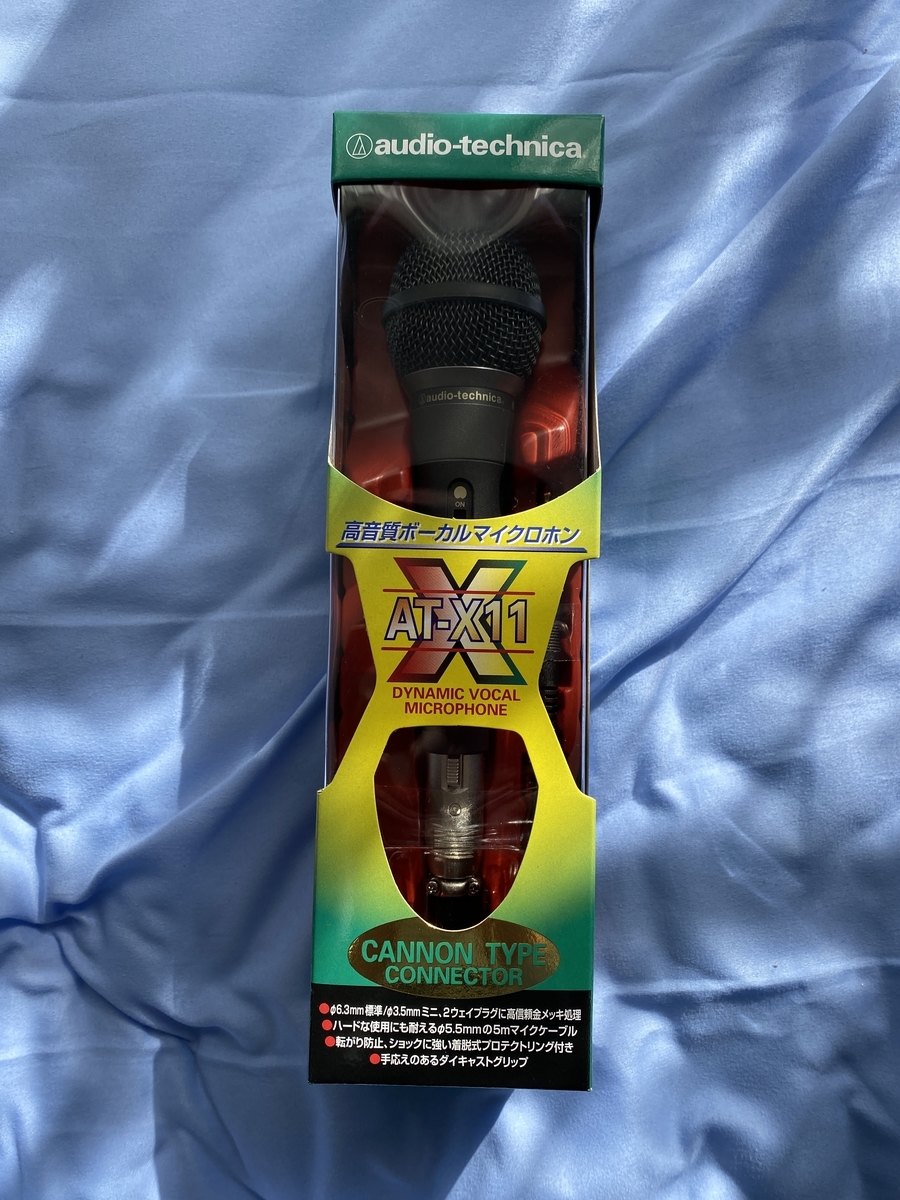 audio-technica
audio-technica
ON
高音質ボーカルマイクロホン
AT-X11
DYNAMIC VOCAL
MICROPHONE
CANNON TYPE
CONNECTOR
●φ6.3mm標準/φ3.5mmミニ、2ウェイプラグに高信頼金メッキ処理
●ハードな使用にも耐えるφ5.5mmの5mマイクケーブル
●転がり防止、ショックに強い着脱式プロテクトリング付き
●手応えのあるダイキャストグリップ